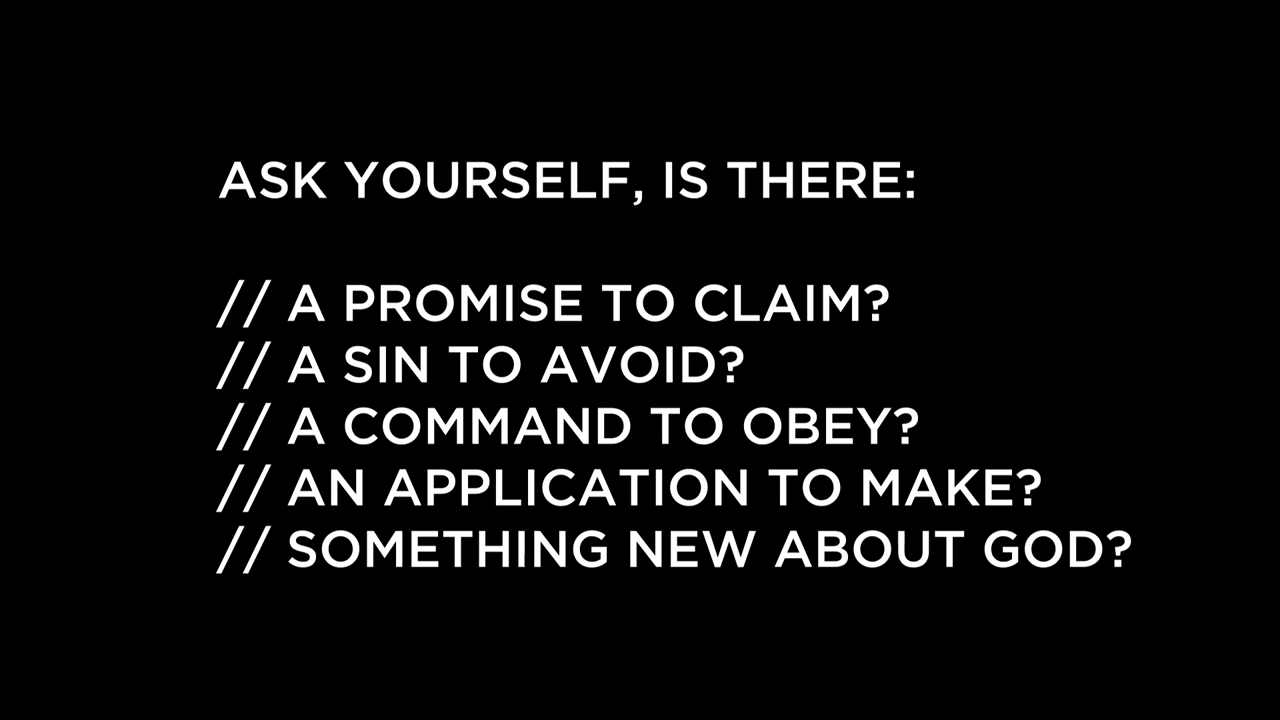 ASK YOURSELF, IS THERE:
// A PROMISE TO CLAIM?
// A SIN TO AVOID?
// A COMMAND TO OBEY?
// AN APPLICATION TO MAKE?
// SOMETHING NEW ABOUT GOD?